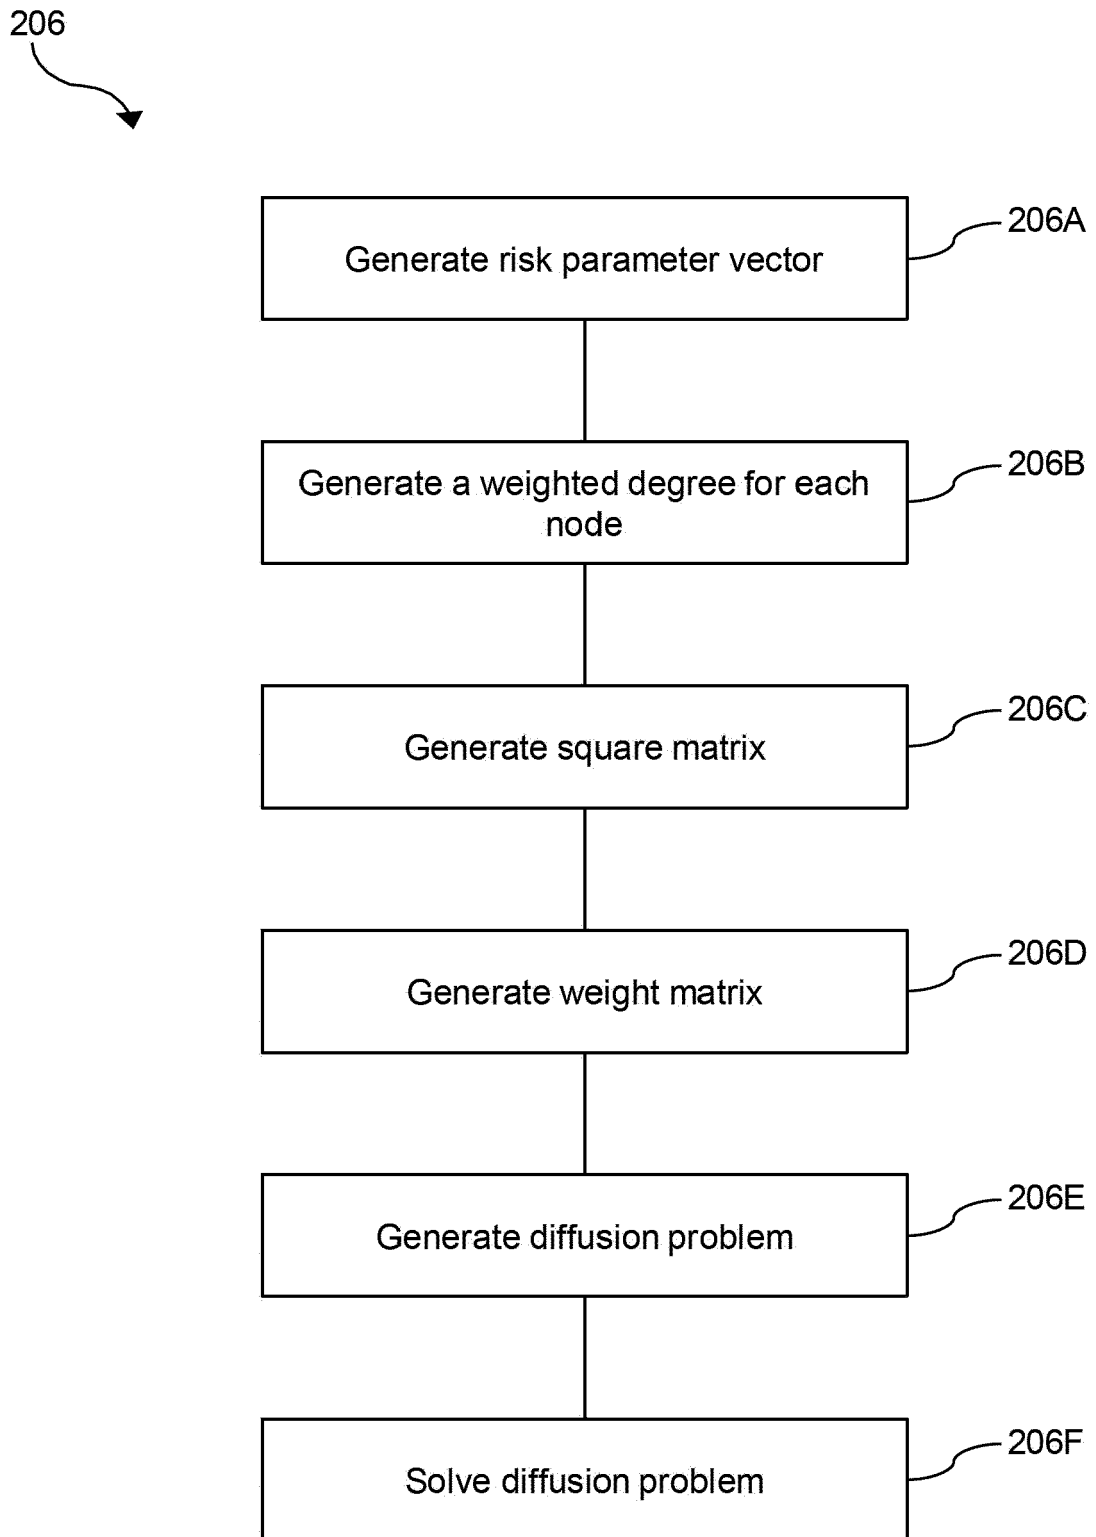 206
206A
Generate risk parameter vector
206B
Generate a weighted degree for each
node
206C
Generate square matrix
206D
Generate weight matrix
206E
Generate diffusion problem
206F
Solve diffusion problem